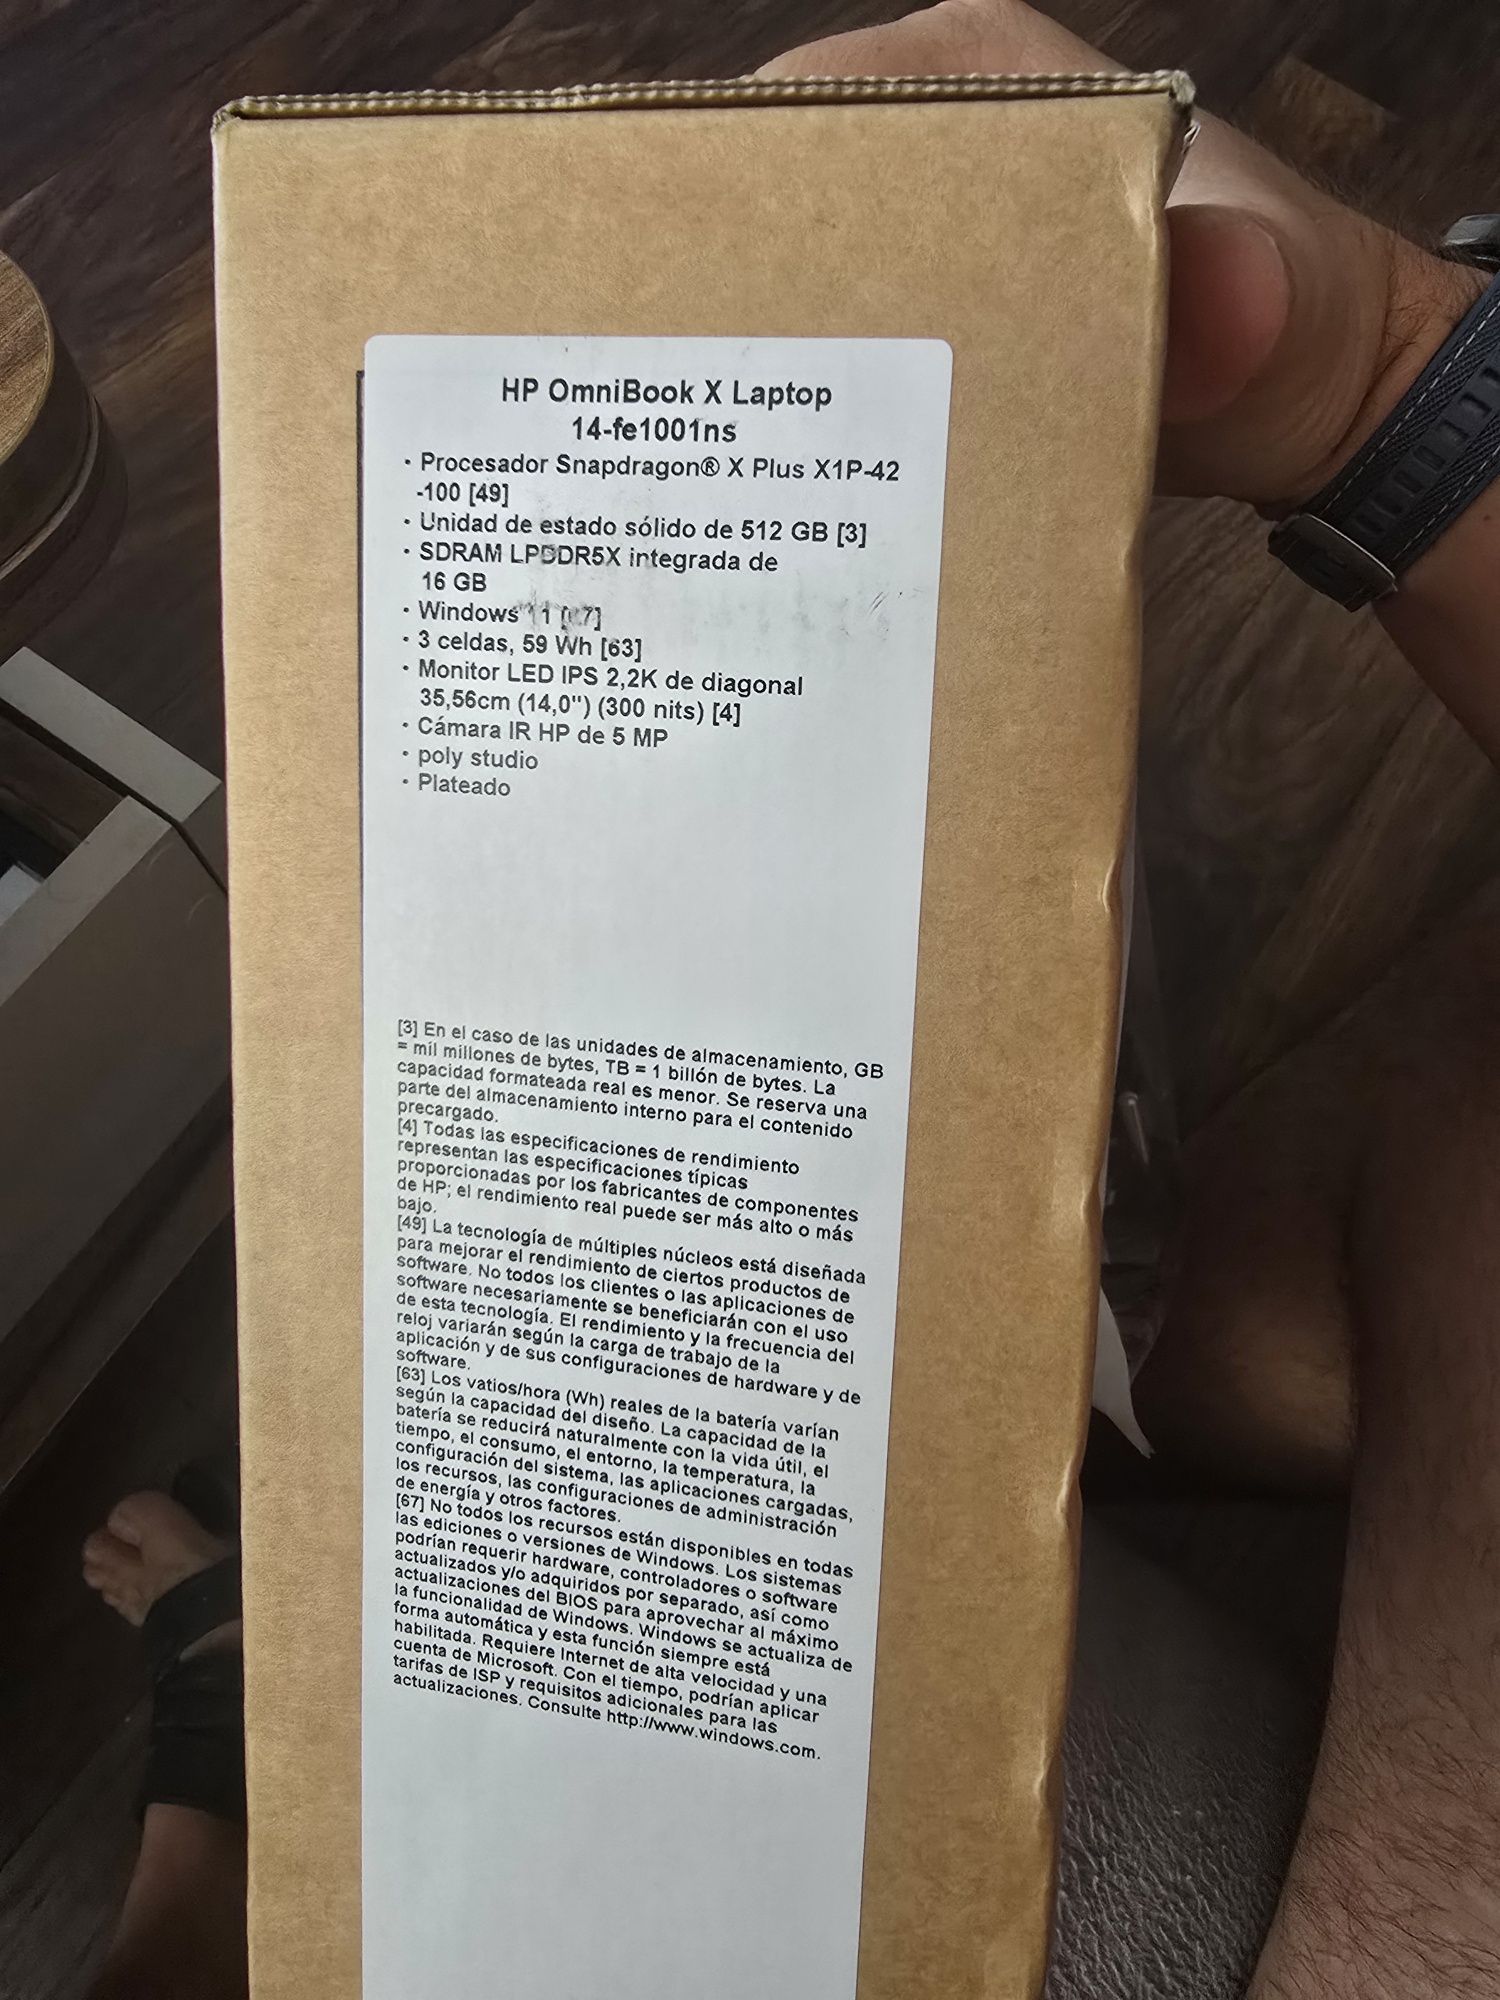 HP OmniBook X Laptop
14-fe1001ns
· Procesador Snapdragon® X Plus X1P-42
-100 [49]
· Unidad de estado sólido de 512 GB [3]
· SDRAM LPDDR5X integrada de
16 GB
· Windows 11 [67]
· 3 celdas, 59 Wh [63]
· Monitor LED IPS 2,2K de diagonal
35,56cm (14,0") (300 nits) [4]
· Cámara IR HP de 5 MP
· poly studio
· Plateado
[3] En el caso de las unidades de almacenamiento, GB
= mil millones de bytes, TB = 1 billón de bytes. La
capacidad formateada real es menor. Se reserva una
parte del almacenamiento interno para el contenido
precargado.
[4] Todas las especificaciones de rendimiento
representan las especificaciones típicas
proporcionadas por los fabricantes de componentes
de HP; el rendimiento real puede ser más alto o más
bajo.
[49] La tecnología de múltiples núcleos está diseñada
para mejorar el rendimiento de ciertos productos de
software. No todos los clientes o las aplicaciones de
software necesariamente se beneficiarán con el uso
de esta tecnología. El rendimiento y la frecuencia del
reloj variarán según la carga de trabajo de la
aplicación y de sus configuraciones de hardware y de
software.
[63] Los vatios/hora (Wh) reales de la batería varían
según la capacidad del diseño. La capacidad de la
batería se reducirá naturalmente con la vida útil, el
tiempo, el consumo, el entorno, la temperatura, la
configuración del sistema, las aplicaciones cargadas,
los recursos, las configuraciones de administración
de energía y otros factores.
[67] No todos los recursos están disponibles en todas
las ediciones o versiones de Windows. Los sistemas
podrían requerir hardware, controladores o software
actualizados y/o adquiridos por separado, así como
actualizaciones del BIOS para aprovechar al máximo
la funcionalidad de Windows. Windows se actualiza de
forma automática y esta función siempre está
habilitada. Requiere Internet de alta velocidad y una
cuenta de Microsoft. Con el tiempo, podrían aplicar
tarifas de ISP y requisitos adicionales para las
actualizaciones. Consulte http://www.windows.com.